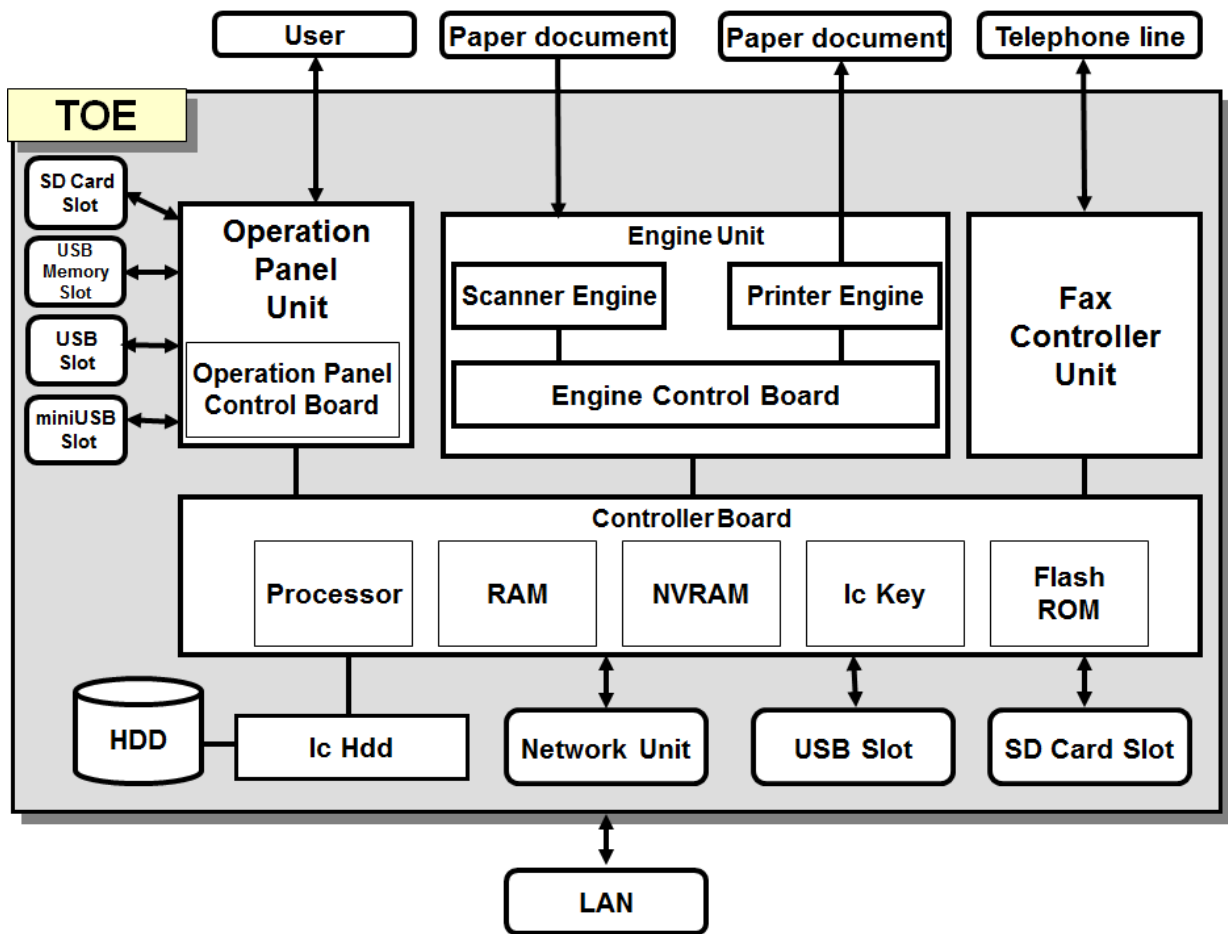 User
Paper document
Paper document
Telephone line
TOE
SD Card
Slot
USB
Memory
Slot
USB
Slot
miniUSB
Slot
Operation
Panel
Unit
Operation Panel
Control Board
Engine Unit
Scanner Engine
Printer Engine
Engine Control Board
Fax
Controller
Unit
Controller Board
Processor
RAM
NVRAM
Ic Key
Flash
ROM
HDD
Ic Hdd
Network Unit
USB Slot
SD Card Slot
LAN